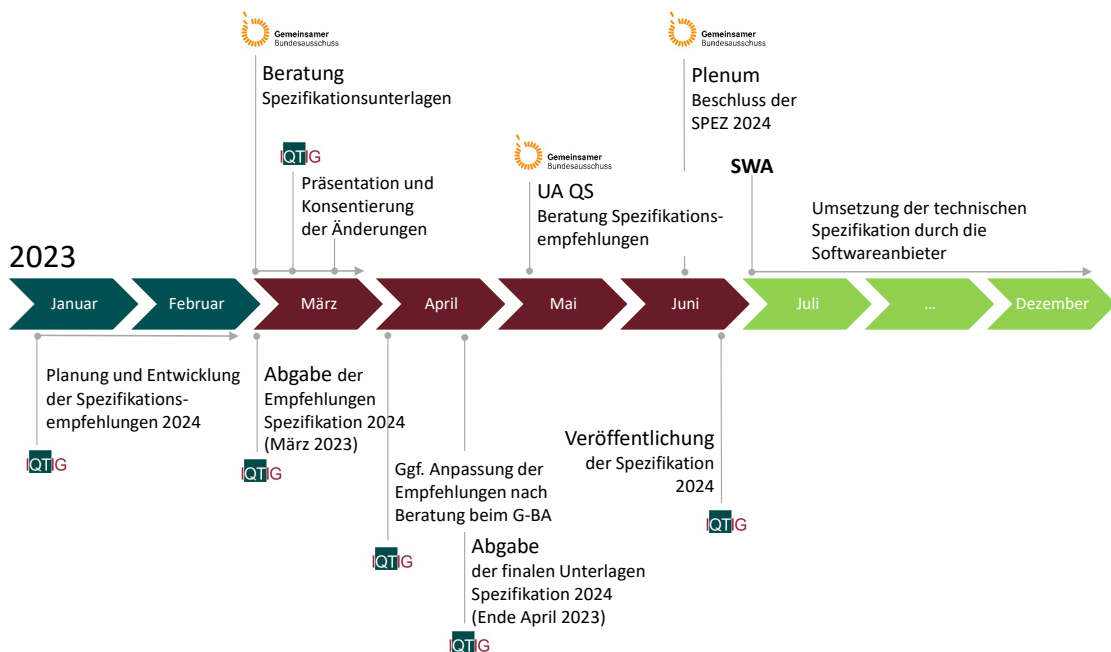 Gemeinsamer
Bundesausschuss
Beratung
Spezifikationsunterlagen
IQTIG
Präsentation und
Konsentierung
der Änderungen
Gemeinsamer
Bundesausschuss
UA QS
Beratung Spezifikations-
empfehlungen
Gemeinsamer
Bundesausschuss
Plenum
Beschluss der
SPEZ 2024
SWA
Umsetzung der technischen
Spezifikation durch die
Softwareanbieter
2023
Januar
Februar
März
April
Mai
Juni
Juli
...
Dezember
Planung und Entwicklung
der Spezifikations-
empfehlungen 2024
IQTIG
Abgabe der
Empfehlungen
Spezifikation 2024
(März 2023)
IQTIG
Ggf. Anpassung der
Empfehlungen nach
Beratung beim G-BA
IQTIG
Abgabe
der finalen Unterlagen
Spezifikation 2024
(Ende April 2023)
IQTIG
Veröffentlichung
der Spezifikation
2024
IQTIG